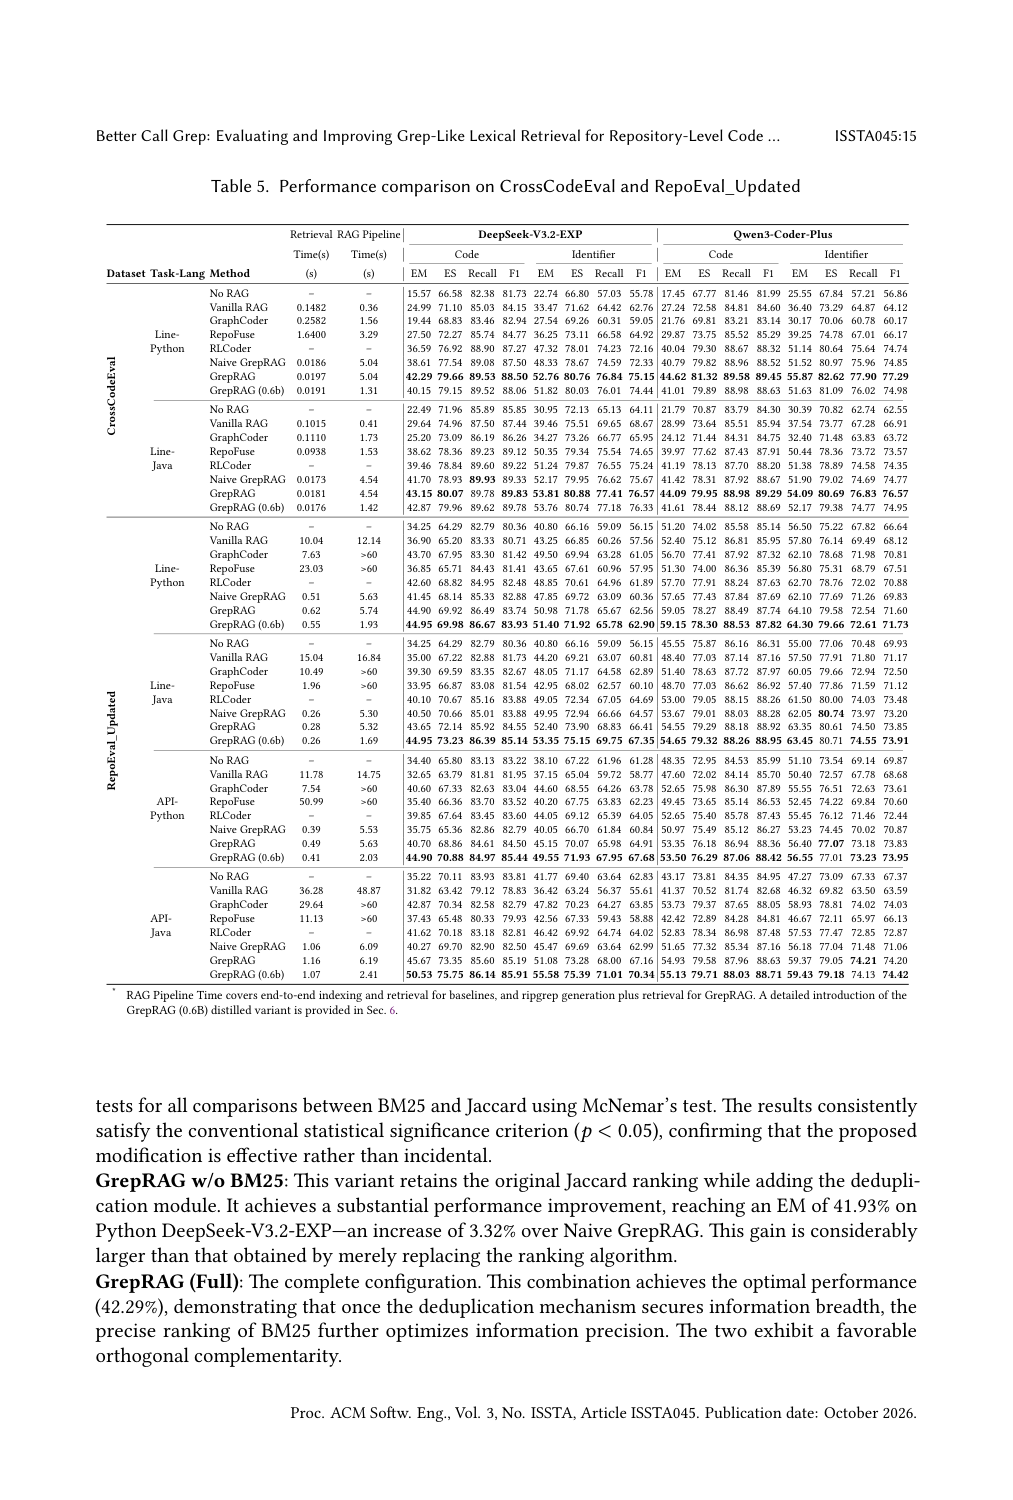 Better Call Grep: Evaluating and Improving Grep-Like Lexical Retrieval for Repository-Level Code ... ISSTA045:15
Table 5. Performance comparison on CrossCodeEval and RepoEval_Updated
Retrieval RAG Pipeline DeepSeek-V3.2-EXP Qwen3-Coder-Plus
Time(s) Time(s) Code Identifier Code Identifier
Dataset Task-Lang Method (s) (s) EM ES Recall F1 EM ES Recall F1 EM ES Recall F1 EM ES Recall F1
CrossCodeEval
Line-Python
No RAG – – 15.57 66.58 82.38 81.73 22.74 66.80 57.03 55.78 17.45 67.77 81.46 81.99 25.55 67.84 57.21 56.86
Vanilla RAG 0.1482 0.36 24.99 71.10 85.03 84.15 33.47 71.62 64.42 62.76 27.24 72.58 84.81 84.60 36.40 73.29 64.87 64.12
GraphCoder 0.2582 1.56 19.44 68.83 83.46 82.94 27.54 69.26 60.31 59.05 21.76 69.81 83.21 83.14 30.17 70.06 60.78 60.17
RepoFuse 1.6400 3.29 27.50 72.27 85.74 84.77 36.25 73.11 66.58 64.92 29.87 73.75 85.52 85.29 39.25 74.78 67.01 66.17
RLCoder – – 36.59 76.92 88.90 87.27 47.32 78.01 74.23 72.16 40.04 79.30 88.67 88.32 51.14 80.64 75.64 74.74
Naive GrepRAG 0.0186 5.04 38.61 77.54 89.08 87.50 48.33 78.67 74.59 72.33 40.79 79.82 88.96 88.52 51.52 80.97 75.96 74.85
GrepRAG 0.0197 5.04 42.29 79.66 89.53 88.50 52.76 80.76 76.84 75.15 44.62 81.32 89.58 89.45 55.87 82.62 77.90 77.29
GrepRAG (0.6b) 0.0191 1.31 40.15 79.15 89.52 88.06 51.82 80.03 76.01 74.44 41.01 79.89 88.98 88.63 51.63 81.09 76.02 74.98
Line-Java
No RAG – – 22.49 71.96 85.89 85.85 30.95 72.13 65.13 64.11 21.79 70.87 83.79 84.30 30.39 70.82 62.74 62.55
Vanilla RAG 0.1015 0.41 29.64 74.96 87.50 87.44 39.46 75.51 69.65 68.67 28.99 73.64 85.51 85.94 37.54 73.77 67.28 66.91
GraphCoder 0.1110 1.73 25.20 73.09 86.19 86.26 34.27 73.26 66.77 65.95 24.12 71.44 84.31 84.75 32.40 71.48 63.83 63.72
RepoFuse 0.0938 1.53 38.62 78.36 89.23 89.12 50.35 79.34 75.54 74.65 39.97 77.62 87.43 87.91 50.44 78.36 73.72 73.57
RLCoder – – 39.46 78.84 89.60 89.22 51.24 79.87 76.55 75.24 41.19 78.13 87.70 88.20 51.38 78.89 74.58 74.35
Naive GrepRAG 0.0173 4.54 41.70 78.93 89.93 89.33 51.21 79.95 76.62 75.67 41.42 78.31 87.92 88.67 51.90 79.02 74.69 74.77
GrepRAG 0.0181 4.54 43.15 80.07 89.78 89.83 53.81 80.88 77.41 76.57 44.09 79.95 88.98 89.29 54.09 80.69 76.83 76.57
GrepRAG (0.6b) 0.0176 1.42 42.87 79.96 89.62 89.78 53.76 80.74 77.18 76.33 41.61 78.44 88.12 88.69 52.17 79.38 74.77 74.95
RepoEval_Updated
Line-Python
No RAG – – 34.25 64.29 82.79 80.36 40.80 66.16 59.09 56.15 51.20 74.02 85.58 85.14 56.50 75.22 67.82 66.64
Vanilla RAG 10.04 12.14 36.90 65.20 83.33 80.71 43.25 66.85 60.26 57.56 52.40 75.12 86.81 85.95 57.80 76.14 69.49 68.12
GraphCoder 7.63 >60 43.70 67.95 83.30 81.42 49.50 69.94 63.28 61.05 56.70 77.41 87.92 87.32 62.10 78.68 71.98 70.81
RepoFuse 23.03 >60 36.85 65.71 84.43 81.41 43.65 67.61 60.96 57.95 51.30 74.00 86.36 85.39 56.80 75.31 68.79 67.51
RLCoder – – 42.60 68.82 84.95 82.48 48.85 70.61 64.96 61.89 57.70 77.91 88.24 87.63 62.70 78.76 72.02 70.88
Naive GrepRAG 0.51 5.63 41.45 68.14 85.33 82.88 47.85 69.72 63.09 60.36 57.65 77.43 87.84 87.69 62.10 77.69 71.26 69.83
GrepRAG 0.62 5.74 44.90 69.92 86.49 83.74 50.98 71.78 65.67 62.56 59.05 78.27 88.49 87.74 64.10 79.58 72.54 71.60
GrepRAG (0.6b) 0.55 1.93 44.95 69.98 86.67 83.93 51.40 71.92 65.78 62.90 59.15 78.30 88.53 87.82 64.30 79.66 72.61 71.73
Line-Java
No RAG – – 34.25 64.29 82.79 80.36 40.80 66.16 59.09 56.15 45.55 75.87 86.16 86.31 55.00 77.06 70.48 69.93
Vanilla RAG 15.04 16.84 35.00 67.22 82.88 81.73 44.20 69.21 63.07 60.81 48.40 77.03 87.14 87.16 57.50 77.91 71.80 71.17
GraphCoder 10.49 >60 39.30 69.59 83.35 82.67 48.05 71.17 64.58 62.89 51.40 78.63 87.72 87.97 60.05 79.66 72.94 72.50
RepoFuse 1.96 >60 33.95 66.87 83.08 81.54 42.95 68.02 62.57 60.10 48.70 77.03 86.62 86.92 57.40 77.86 71.59 71.12
RLCoder – – 40.10 70.67 85.16 83.88 49.05 72.34 67.05 64.69 53.00 79.05 88.15 88.26 61.50 80.00 74.03 73.48
Naive GrepRAG 0.26 5.30 40.50 70.66 85.01 83.88 49.95 72.94 66.66 64.57 53.67 79.01 88.03 88.28 62.05 80.74 73.97 73.20
GrepRAG 0.28 5.32 43.65 72.14 85.92 84.55 52.40 73.90 68.83 66.41 54.55 79.29 88.18 88.92 63.35 80.61 74.50 73.85
GrepRAG (0.6b) 0.26 1.69 44.95 73.23 86.39 85.14 53.35 75.15 69.75 67.35 54.65 79.32 88.26 88.95 63.45 80.71 74.55 73.91
API-Python
No RAG – – 34.40 65.80 83.13 83.22 38.10 67.22 61.96 61.28 48.35 72.95 84.53 85.99 51.10 73.54 69.14 69.87
Vanilla RAG 11.78 14.75 32.65 63.79 81.81 81.95 37.15 65.04 59.72 58.77 47.60 72.02 84.14 85.70 50.40 72.57 67.78 68.68
GraphCoder 7.54 >60 40.60 67.33 82.63 83.04 44.60 68.55 64.26 63.78 52.65 75.98 86.30 87.89 55.55 76.51 72.63 73.61
RepoFuse 50.99 >60 35.40 66.36 83.70 83.52 40.20 67.75 63.83 62.23 49.45 73.65 85.14 86.53 52.45 74.22 69.84 70.60
RLCoder – – 39.85 67.64 83.45 83.60 44.05 69.12 65.39 64.05 52.65 75.40 85.78 87.43 55.45 76.12 71.46 72.44
Naive GrepRAG 0.39 5.53 35.75 65.36 82.86 82.79 40.05 66.70 61.84 60.84 50.97 75.49 85.12 86.27 53.23 74.45 70.02 70.87
GrepRAG 0.49 5.63 40.70 68.86 84.61 84.50 45.15 70.07 65.98 64.91 53.35 76.18 86.94 88.36 55.70 77.07 73.18 73.83
GrepRAG (0.6b) 0.41 2.03 44.90 70.88 84.97 85.44 49.55 71.93 67.95 67.68 53.50 76.29 87.06 88.42 56.55 77.01 73.23 73.95
API-Java
No RAG – – 35.22 70.11 83.93 83.81 41.77 69.40 63.64 62.83 43.17 73.81 84.35 84.95 47.27 73.09 67.33 67.37
Vanilla RAG 36.28 48.87 31.82 63.42 79.12 78.83 36.42 63.24 56.37 55.61 41.37 70.52 81.74 82.68 46.32 69.82 63.50 63.59
GraphCoder 29.64 >60 42.87 70.34 82.58 82.79 47.82 70.23 64.27 63.85 53.73 79.37 87.65 88.05 58.93 78.81 74.02 74.03
RepoFuse 11.13 >60 37.43 65.48 80.33 79.93 42.56 67.33 59.43 58.88 42.42 72.89 84.28 84.81 46.67 72.11 65.97 66.13
RLCoder – – 41.62 70.18 83.18 82.81 46.42 69.92 64.74 64.02 52.83 78.34 86.98 87.48 57.53 77.47 72.85 72.87
Naive GrepRAG 1.06 6.09 40.27 69.70 82.90 82.50 45.47 69.69 63.64 62.99 51.65 77.32 85.34 87.16 56.18 77.04 71.48 71.06
GrepRAG 1.16 6.19 45.67 73.35 85.60 85.19 51.08 73.28 68.00 67.16 54.93 79.58 87.96 88.63 59.37 79.05 74.21 74.20
GrepRAG (0.6b) 1.07 2.41 50.53 75.75 86.14 85.91 55.58 75.39 71.01 70.34 55.13 79.71 88.03 88.71 59.43 79.18 74.13 74.42
* RAG Pipeline Time covers end-to-end indexing and retrieval for baselines, and ripgrep generation plus retrieval for GrepRAG. A detailed introduction of the
GrepRAG (0.6B) distilled variant is provided in Sec. 6.
tests for all comparisons between BM25 and Jaccard using McNemar's test. The results consistently
satisfy the conventional statistical significance criterion (p < 0.05), confirming that the proposed
modification is effective rather than incidental.
GrepRAG w/o BM25: This variant retains the original Jaccard ranking while adding the dedupli-
cation module. It achieves a substantial performance improvement, reaching an EM of 41.93% on
Python DeepSeek-V3.2-EXP—an increase of 3.32% over Naive GrepRAG. This gain is considerably
larger than that obtained by merely replacing the ranking algorithm.
GrepRAG (Full): The complete configuration. This combination achieves the optimal performance
(42.29%), demonstrating that once the deduplication mechanism secures information breadth, the
precise ranking of BM25 further optimizes information precision. The two exhibit a favorable
orthogonal complementarity.
Proc. ACM Softw. Eng., Vol. 3, No. ISSTA, Article ISSTA045. Publication date: October 2026.